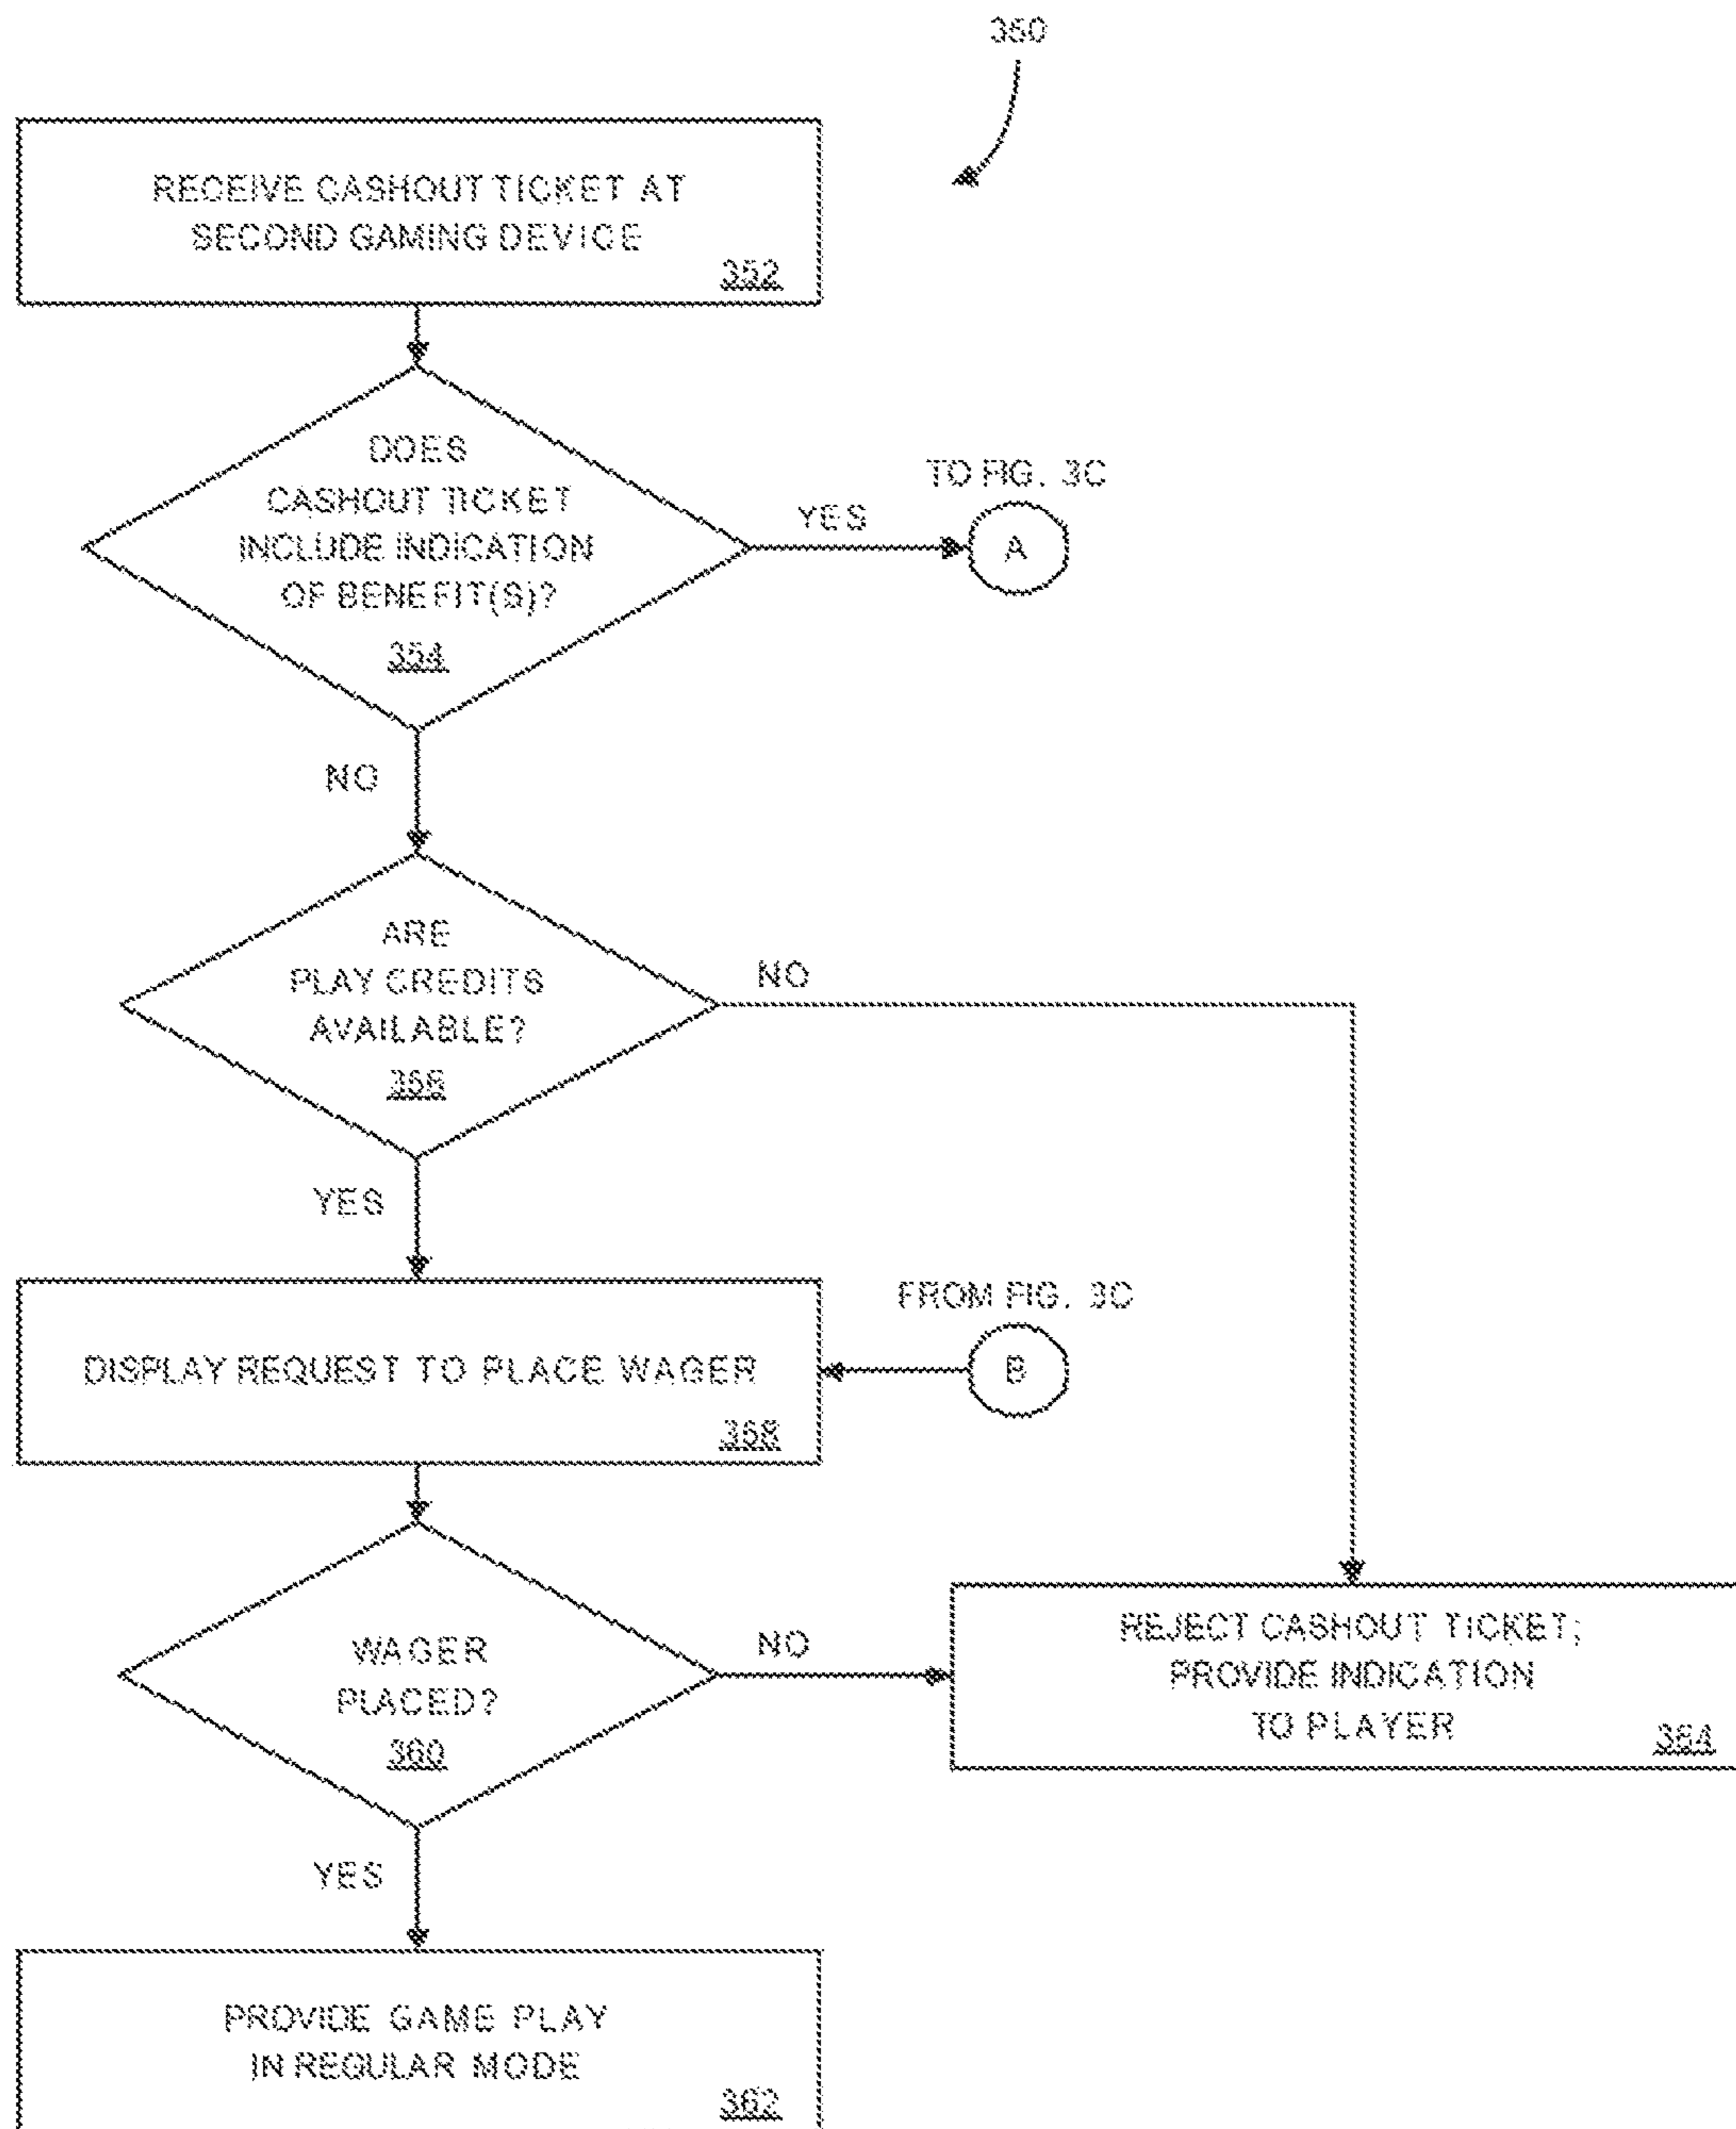 350
RECEIVE CASHOUT TICKET AT
SECOND GAMING DEVICE
352
DOES
CASHOUT TICKET
INCLUDE INDICATION
OF BENEFIT(S)?
354
YES
TO FIG. 3C
A
NO
ARE
PLAY CREDITS
AVAILABLE?
356
NO
YES
DISPLAY REQUEST TO PLACE WAGER
358
FROM FIG. 3C
B
WAGER
PLACED?
360
NO
REJECT CASHOUT TICKET;
PROVIDE INDICATION
TO PLAYER
364
YES
PROVIDE GAME PLAY
IN REGULAR MODE
362